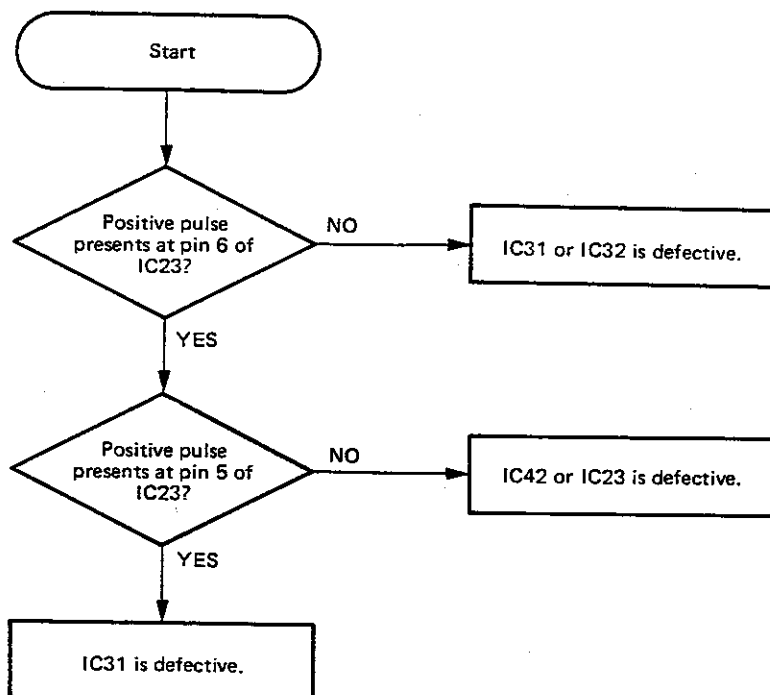 Start
Positive pulse
presents at pin 6 of
IC23?
NO
IC31 or IC32 is defective.
YES
Positive pulse
presents at pin 5 of
IC23?
NO
IC42 or IC23 is defective.
YES
IC31 is defective.